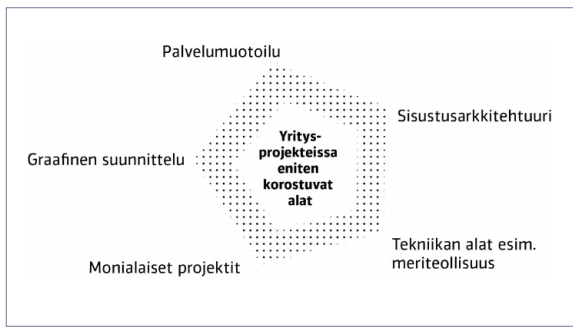 Palvelumuotoilu
Sisustusarkkitehtuuri
Yritys-
projekteissa
eniten
korostuvat
alat
Graafinen suunnittelu
Tekniikan alat esim.
meriteollisuus
Monialaiset projektit